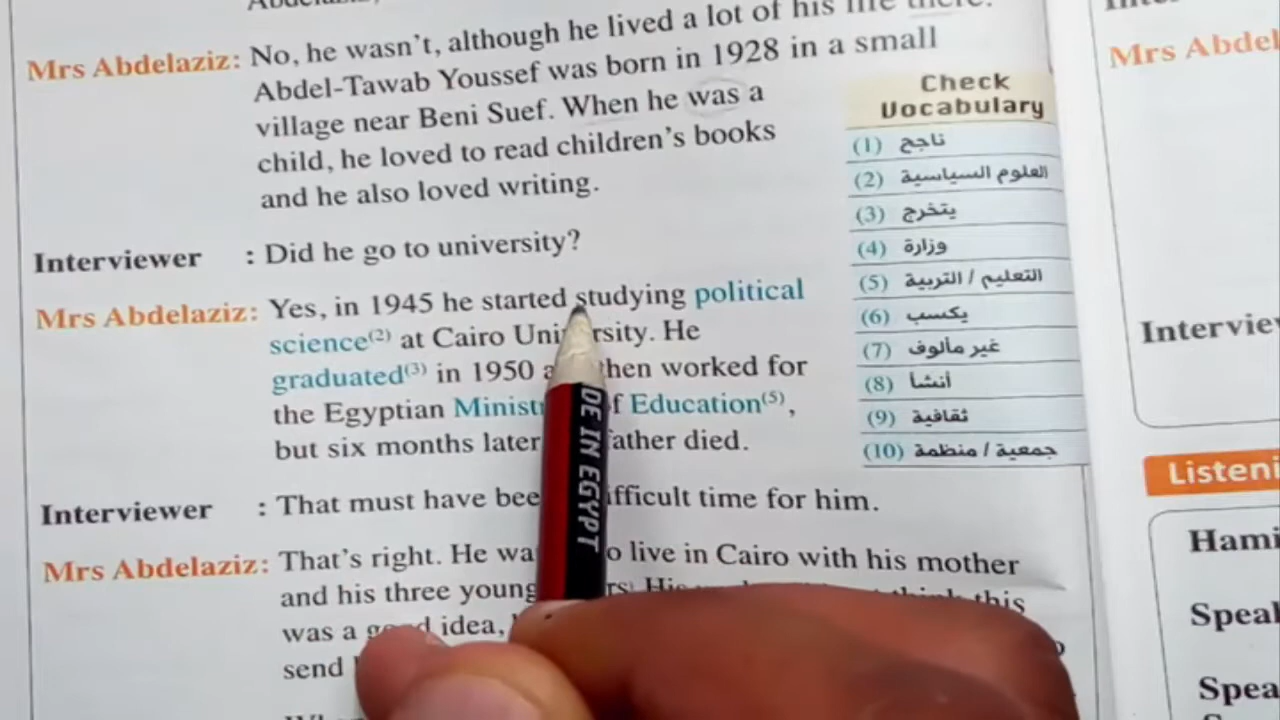 Mrs Abdelaziz: No, he wasn't, although he lived a lot of his life there.
Abdel-Tawab Youssef was born in 1928 in a small
village near Beni Suef. When he was a
child, he loved to read children's books
and he also loved writing.
Interviewer : Did he go to university?
Mrs Abdelaziz: Yes, in 1945 he started studying political
science(2) at Cairo University. He
graduated(3) in 1950 then worked for
the Egyptian Education(5),
but six months later father died.
Interviewer : That must have difficult time for him.
Mrs Abdelaziz: That's right. He live in Cairo with his mother
and his three this
was a idea,
send
Check
Vocabulary
(1) ناجح
(2) العلوم السياسية
(3) يتخرج
(4) وزارة
(5) التعليم / التربية
(6) يكسب
(7) غير مألوف
(8) أنشأ
(9) ثقافية
(10) جمعية / منظمة
Mrs
DE IN EGYPT